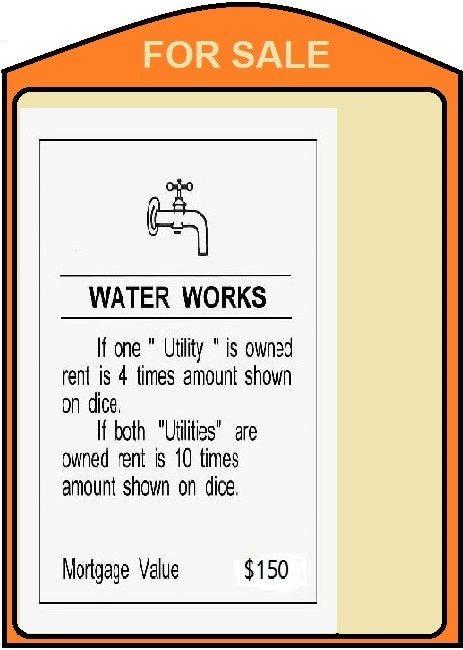 FOR SALE
WATER WORKS
If one " Utility " is owned
rent is 4 times amount shown
on dice.
If both "Utilities" are
owned rent is 10 times
amount shown on dice.
Mortgage Value $150